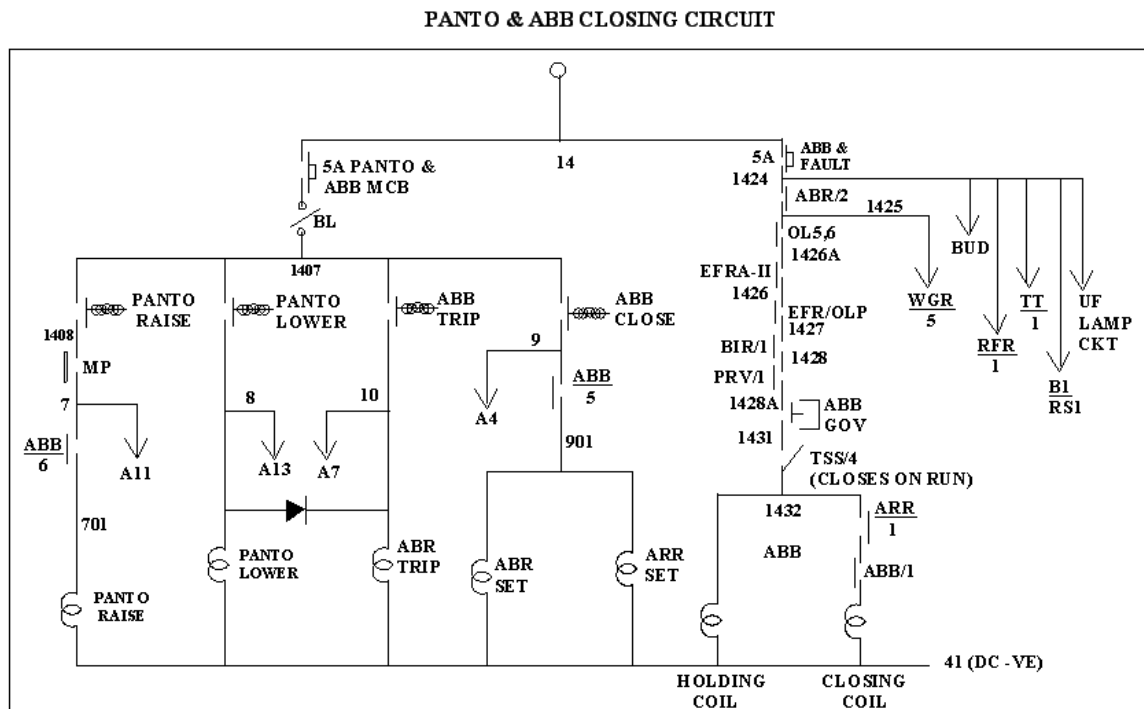 PANTO & ABB CLOSING CIRCUIT
14
5A PANTO &
ABB MCB
BL
1407
PANTO
RAISE
1408
MP
7
A11
ABB
6
701
PANTO
RAISE
PANTO
LOWER
8
A13
PANTO
LOWER
ABB
TRIP
10
A7
ABR
TRIP
ABB
CLOSE
9
A4
ABB
5
901
ABR
SET
ARR
SET
5A
ABB &
FAULT
1424
ABR/2
1425
OL5,6
1426A
EFRA-II
1426
EFR/OLP
1427
BIR/1
1428
PRV/1
1428A
ABB
GOV
1431
TSS/4
(CLOSES ON RUN)
1432
ABB
ARR
1
ABB/1
WGR
5
BUD
RFR
1
TT
1
B1
RS1
UF
LAMP
CKT
41 (DC -VE)
HOLDING
COIL
CLOSING
COIL